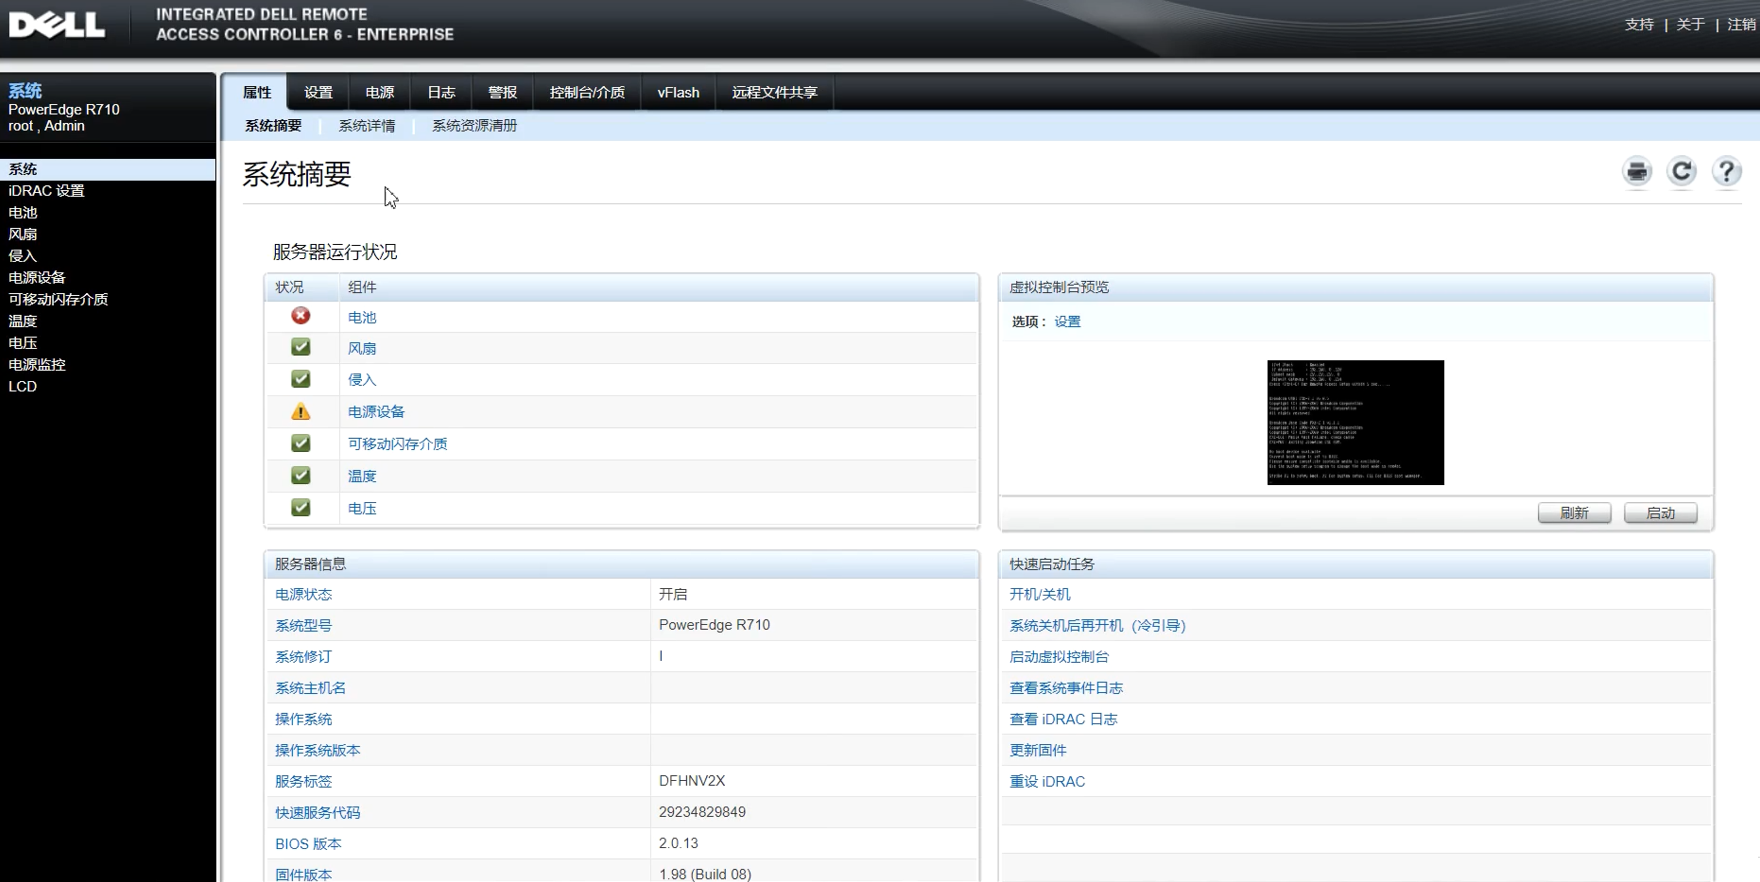 DELL
INTEGRATED DELL REMOTE
ACCESS CONTROLLER 6 - ENTERPRISE
支持 | 关于 | 注销
系统
PowerEdge R710
root , Admin
系统
iDRAC 设置
电池
风扇
侵入
电源设备
可移动闪存介质
温度
电压
电源监控
LCD
属性 设置 电源 日志 警报 控制台/介质 vFlash 远程文件共享
系统摘要 系统详情 系统资源清册
系统摘要
服务器运行状况
状况 组件
电池
风扇
侵入
电源设备
可移动闪存介质
温度
电压
虚拟控制台预览
选项： 设置
刷新 启动
服务器信息
电源状态 开启
系统型号 PowerEdge R710
系统修订 I
系统主机名
操作系统
操作系统版本
服务标签 DFHNV2X
快速服务代码 29234829849
BIOS 版本 2.0.13
固件版本 1.98 (Build 08)
快速启动任务
开机/关机
系统关机后再开机（冷引导）
启动虚拟控制台
查看系统事件日志
查看 iDRAC 日志
更新固件
重设 iDRAC